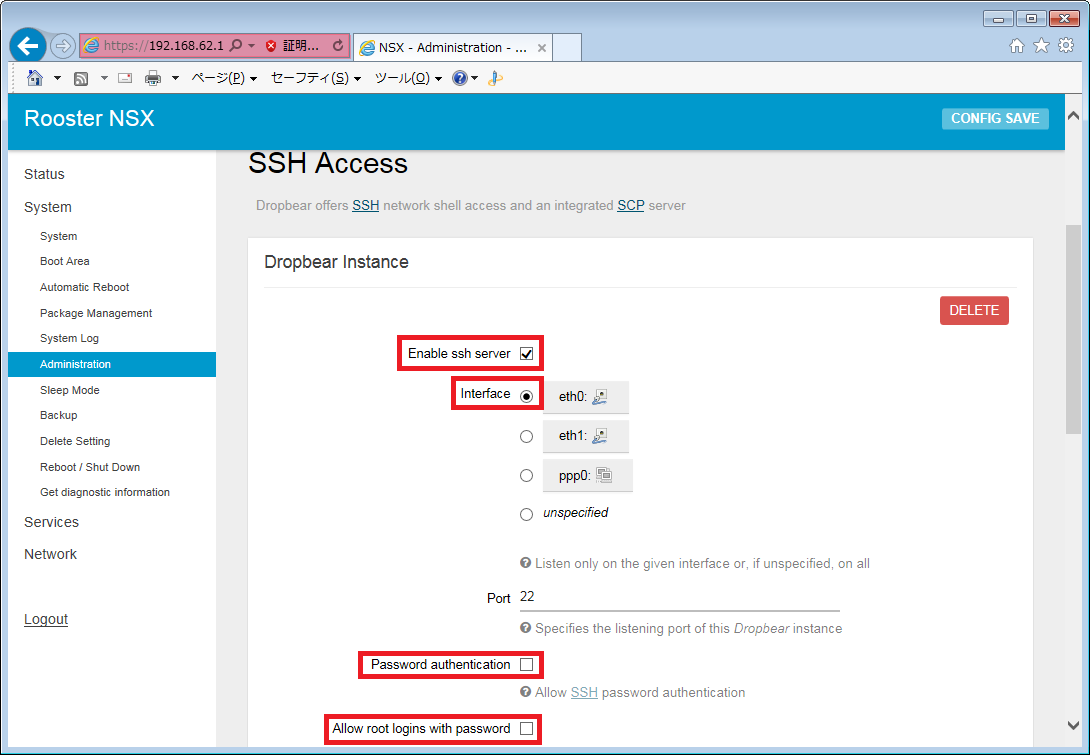 https://192.168.62.1 証明... NSX - Administration - ...
ページ(P) セーフティ(S) ツール(O)
Rooster NSX
CONFIG SAVE
Status
System
System
Boot Area
Automatic Reboot
Package Management
System Log
Administration
Sleep Mode
Backup
Delete Setting
Reboot / Shut Down
Get diagnostic information
Services
Network
Logout
SSH Access
Dropbear offers SSH network shell access and an integrated SCP server
Dropbear Instance
DELETE
Enable ssh server
Interface eth0:
eth1:
ppp0:
unspecified
Listen only on the given interface or, if unspecified, on all
Port 22
Specifies the listening port of this Dropbear instance
Password authentication
Allow SSH password authentication
Allow root logins with password